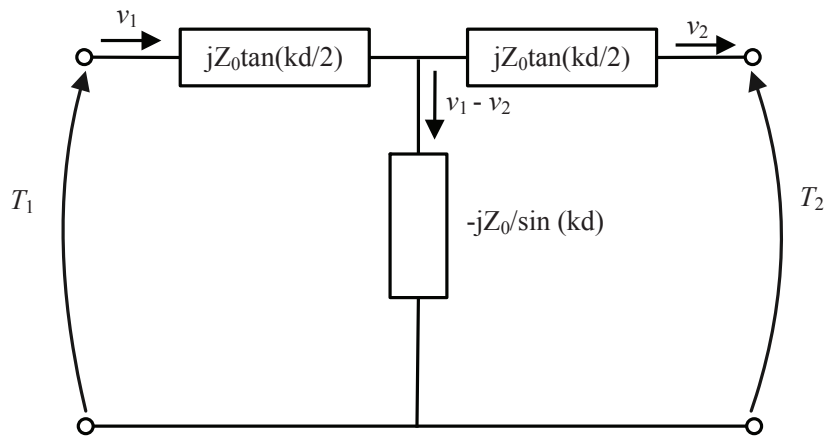 v₁
v₂
jZ₀tan(kd/2)
jZ₀tan(kd/2)
v₁ - v₂
T₁
T₂
-jZ₀/sin (kd)